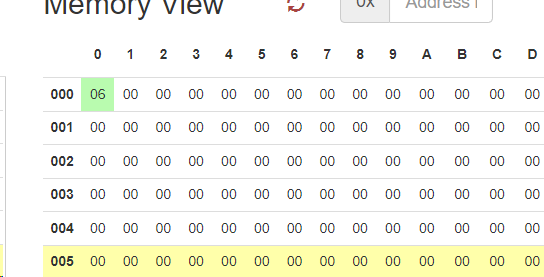 Memory View 0x Address I
0 1 2 3 4 5 6 7 8 9 A B C D
000 06 00 00 00 00 00 00 00 00 00 00 00 00 00
001 00 00 00 00 00 00 00 00 00 00 00 00 00 00
002 00 00 00 00 00 00 00 00 00 00 00 00 00 00
003 00 00 00 00 00 00 00 00 00 00 00 00 00 00
004 00 00 00 00 00 00 00 00 00 00 00 00 00 00
005 00 00 00 00 00 00 00 00 00 00 00 00 00 00